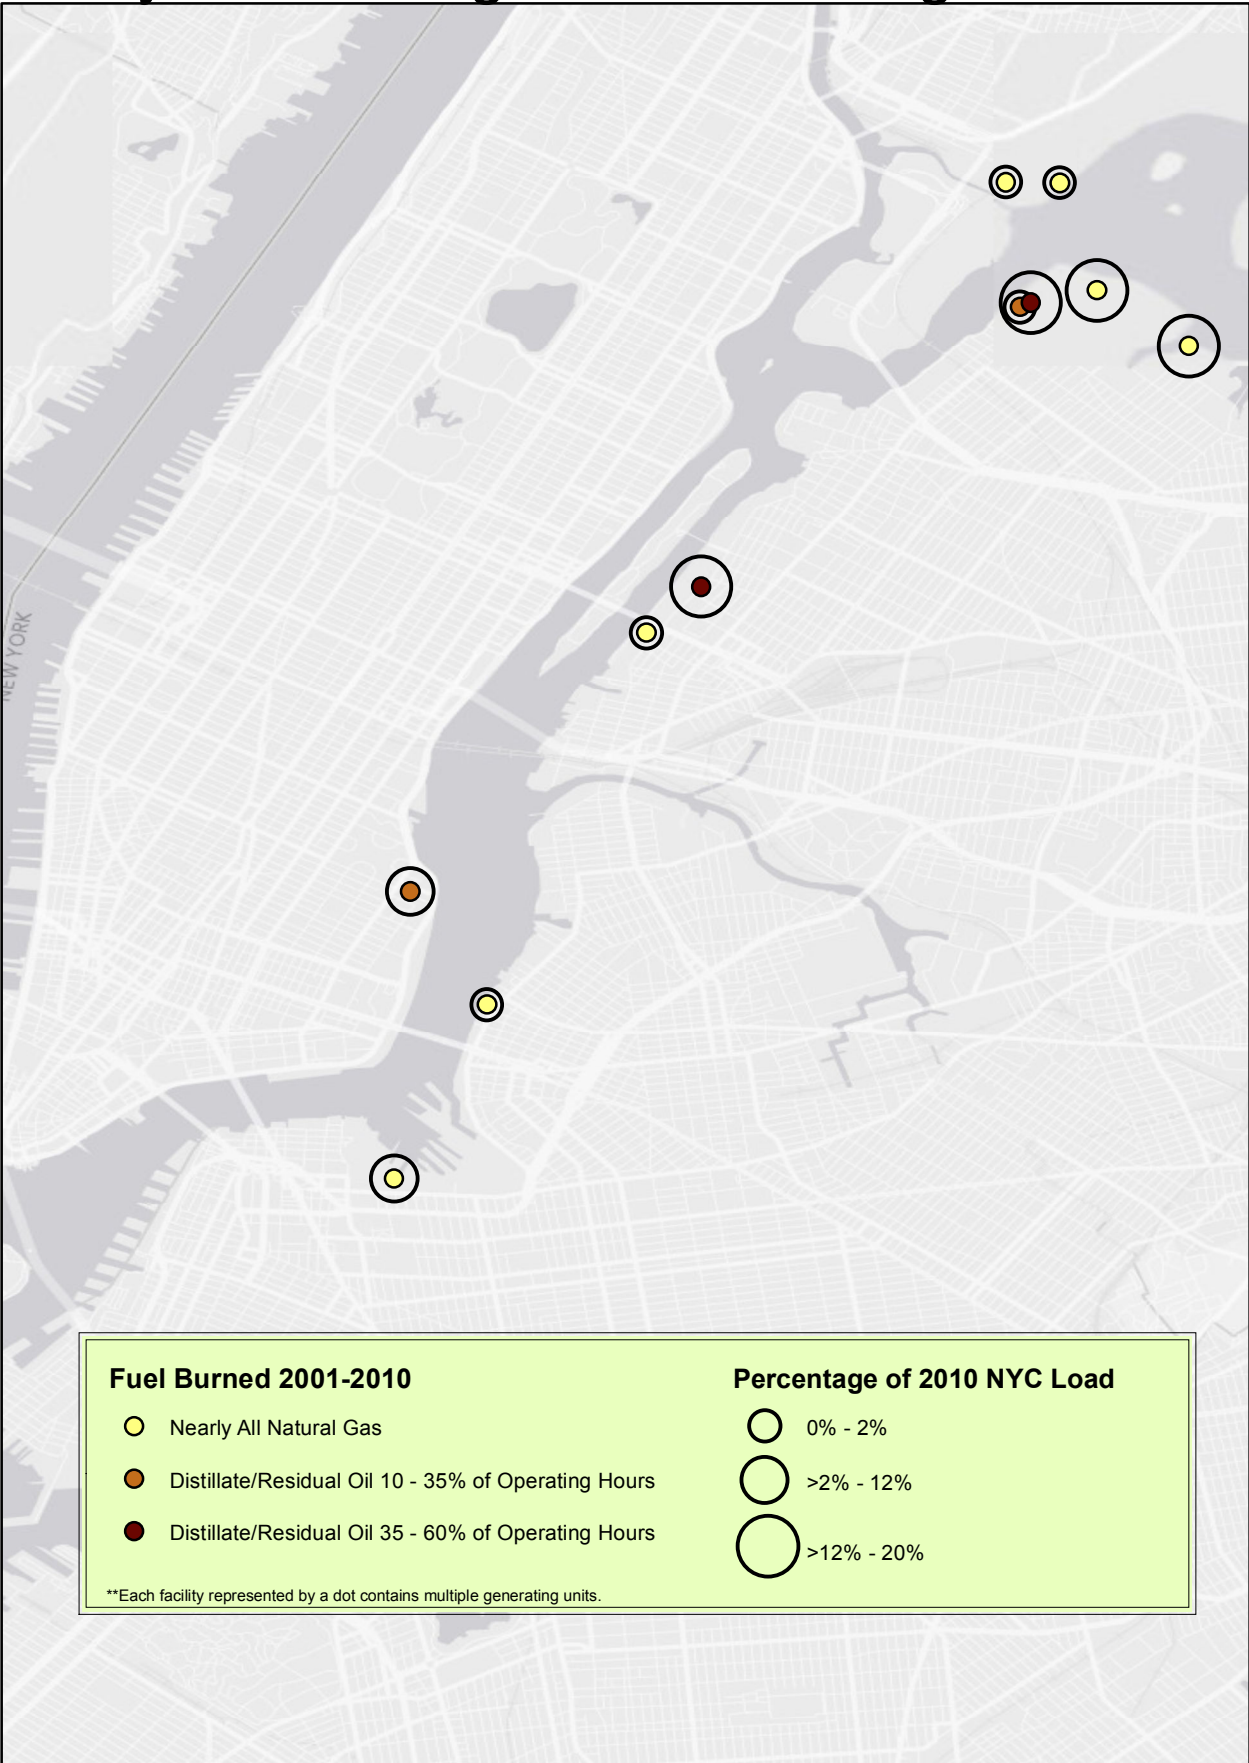 NEW YORK
Fuel Burned 2001-2010
Nearly All Natural Gas
Distillate/Residual Oil 10 - 35% of Operating Hours
Distillate/Residual Oil 35 - 60% of Operating Hours
**Each facility represented by a dot contains multiple generating units.
Percentage of 2010 NYC Load
0% - 2%
>2% - 12%
>12% - 20%